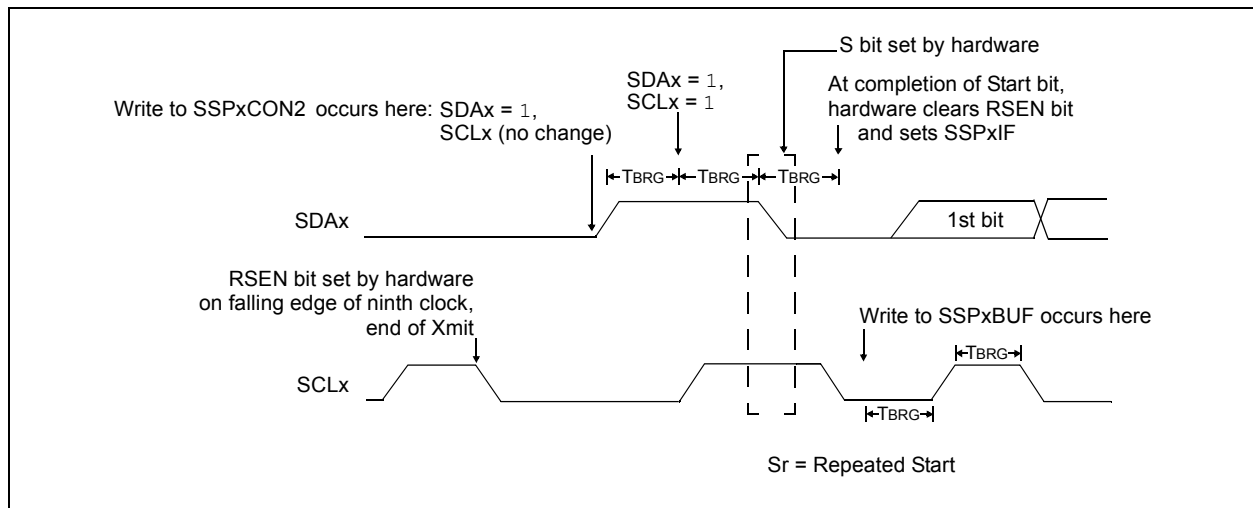 S bit set by hardware
SDAx = 1,
SCLx = 1
At completion of Start bit,
hardware clears RSEN bit
and sets SSPxIF
Write to SSPxCON2 occurs here: SDAx = 1,
SCLx (no change)
TBRG TBRG TBRG
SDAx
1st bit
RSEN bit set by hardware
on falling edge of ninth clock,
end of Xmit
Write to SSPxBUF occurs here
TBRG
SCLx
TBRG
Sr = Repeated Start